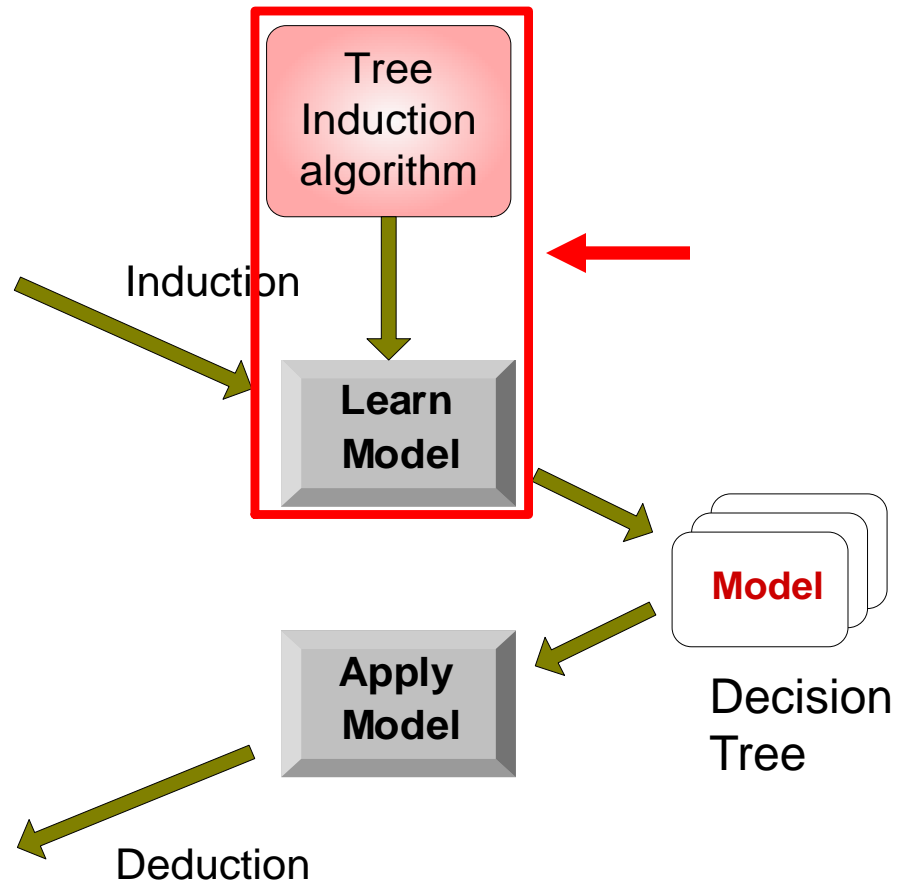 Tree
Induction
algorithm
Induction
Learn
Model
Model
Apply
Model
Decision
Tree
Deduction